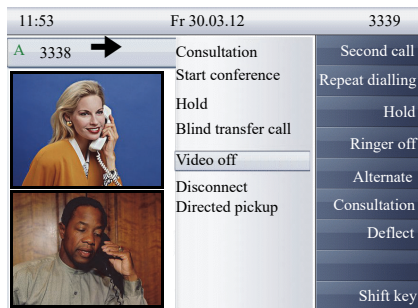 11:53 Fr 30.03.12 3339
A 3338
Consultation
Start conference
Hold
Blind transfer call
Video off
Disconnect
Directed pickup
Second call
Repeat dialling
Hold
Ringer off
Alternate
Consultation
Deflect
Shift key